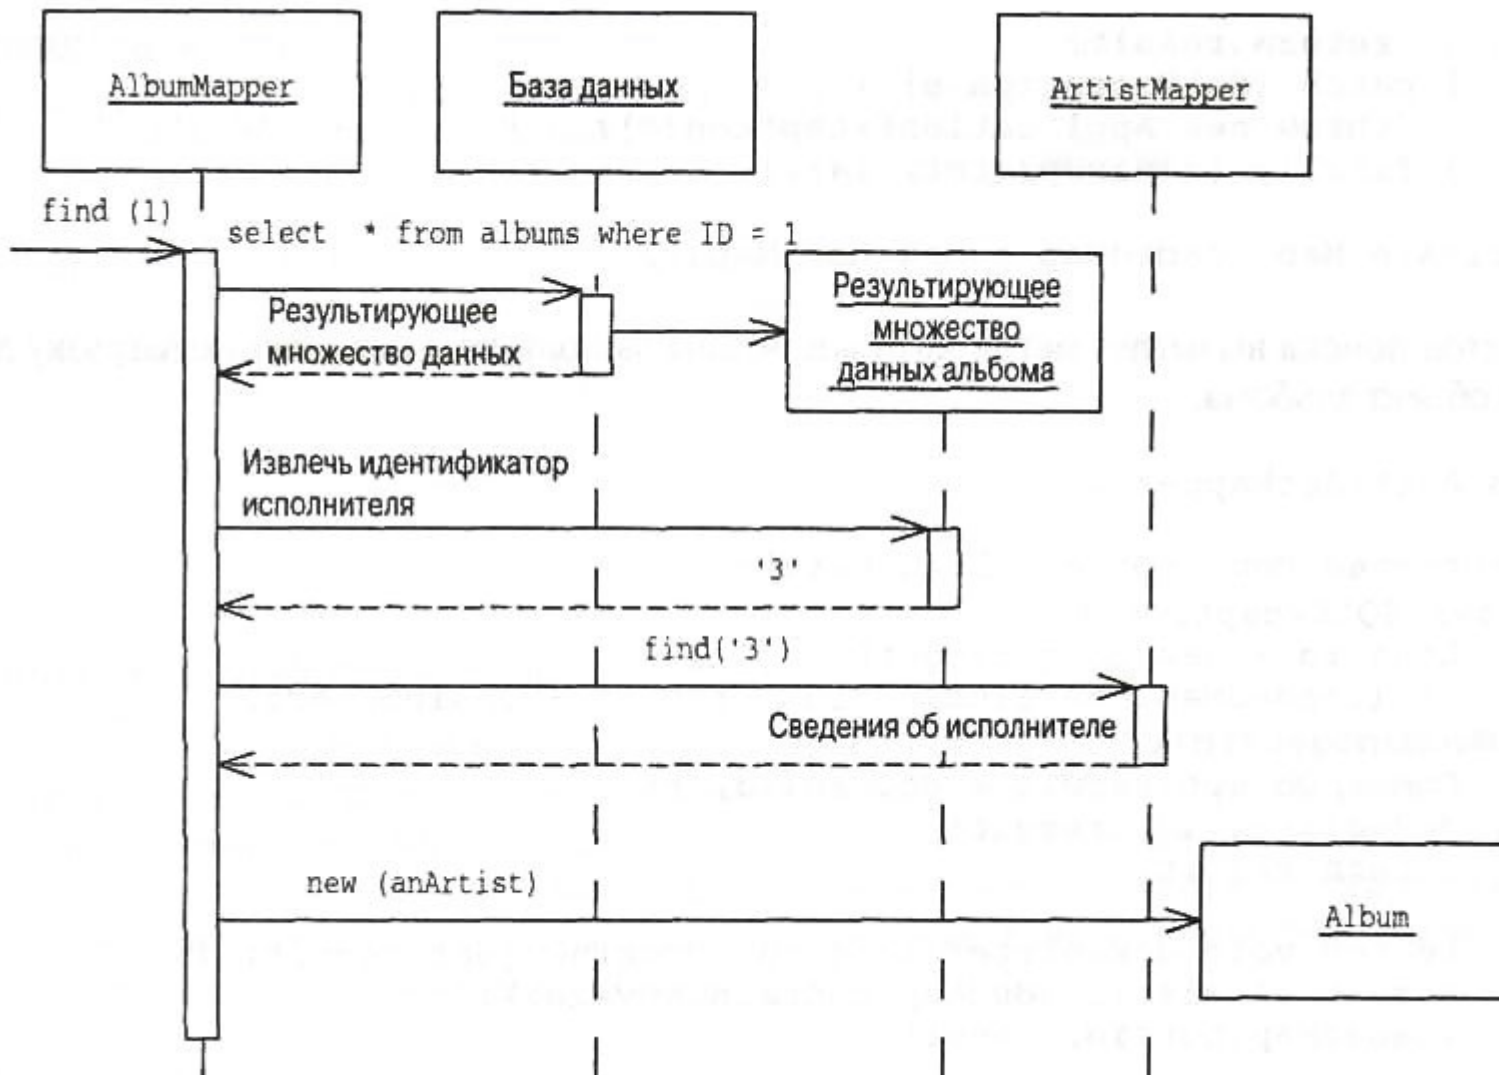 AlbumMapper
База данных
ArtistMapper
find (1)
select * from albums where ID = 1
Результирующее
множество данных
Результирующее
множество
данных альбома
Извлечь идентификатор
исполнителя
'3'
find('3')
Сведения об исполнителе
new (anArtist)
Album